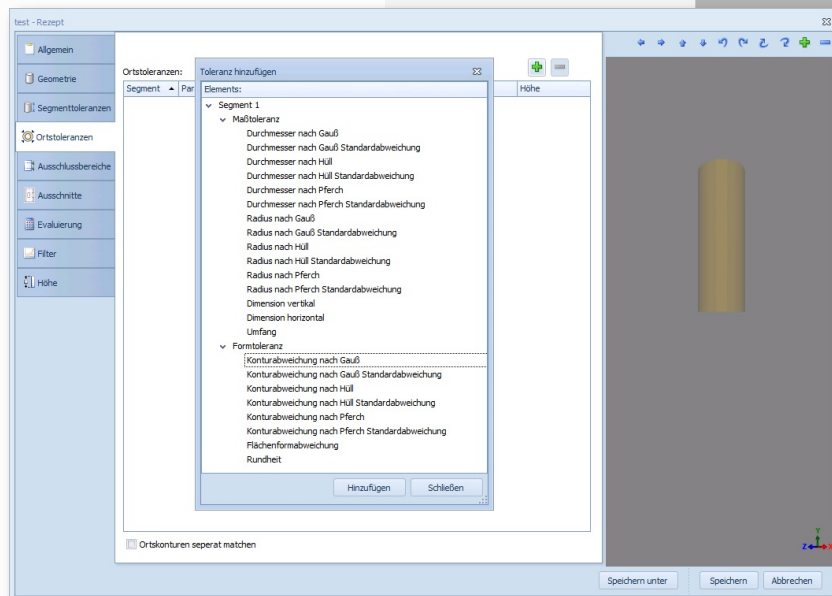 test - Rezept
Allgemein
Geometrie
Segmenttoleranzen
Ortstoleranzen
Ausschlussbereiche
Ausschnitte
Evaluierung
Filter
Höhe
Ortstoleranzen:
Segment Par
Höhe
Toleranz hinzufügen
Elements:
Segment 1
Maßtoleranz
Durchmesser nach Gauß
Durchmesser nach Gauß Standardabweichung
Durchmesser nach Hüll
Durchmesser nach Hüll Standardabweichung
Durchmesser nach Pferch
Durchmesser nach Pferch Standardabweichung
Radius nach Gauß
Radius nach Gauß Standardabweichung
Radius nach Hüll
Radius nach Hüll Standardabweichung
Radius nach Pferch
Radius nach Pferch Standardabweichung
Dimension vertikal
Dimension horizontal
Umfang
Formtoleranz
Konturabweichung nach Gauß
Konturabweichung nach Gauß Standardabweichung
Konturabweichung nach Hüll
Konturabweichung nach Hüll Standardabweichung
Konturabweichung nach Pferch
Konturabweichung nach Pferch Standardabweichung
Flächenformabweichung
Rundheit
Hinzufügen Schließen
Ortskonturen seperat matchen
Y
Z X
Speichern unter Speichern Abbrechen